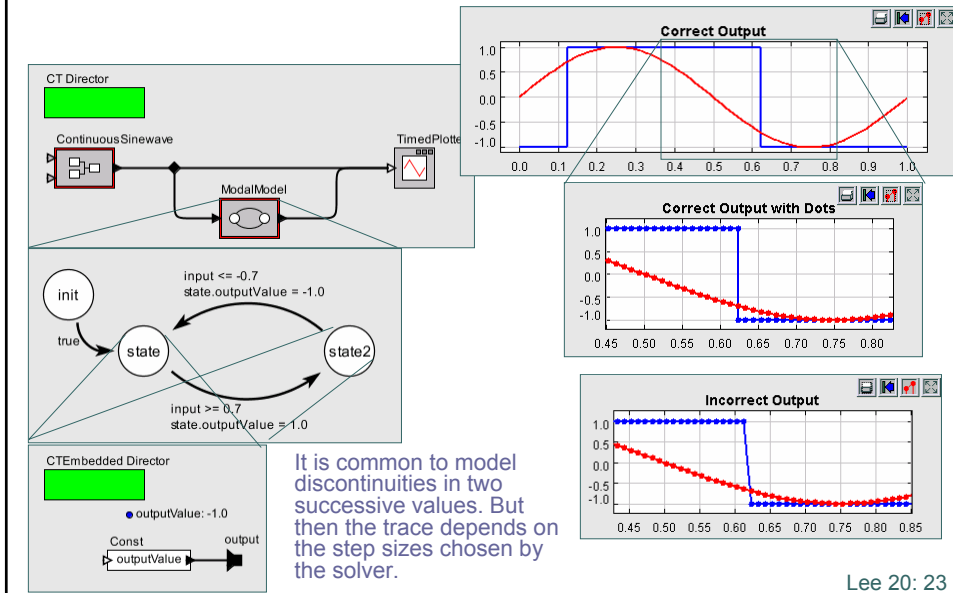 CT Director
ContinuousSinewave
TimedPlotte
ModalModel
init
true
state
state2
input <= -0.7
state.outputValue = -1.0
input >= 0.7
state.outputValue = 1.0
CTEmbedded Director
outputValue: -1.0
Const
outputValue
output
It is common to model
discontinuities in two
successive values. But
then the trace depends on
the step sizes chosen by
the solver.
Correct Output
1.0
0.5
0.0
-0.5
-1.0
0.0 0.1 0.2 0.3 0.4 0.5 0.6 0.7 0.8 0.9 1.0
Correct Output with Dots
1.0
0.5
0.0
-0.5
-1.0
0.45 0.50 0.55 0.60 0.65 0.70 0.75 0.80
Incorrect Output
1.0
0.5
0.0
-0.5
-1.0
0.45 0.50 0.55 0.60 0.65 0.70 0.75 0.80 0.85
Lee 20: 23